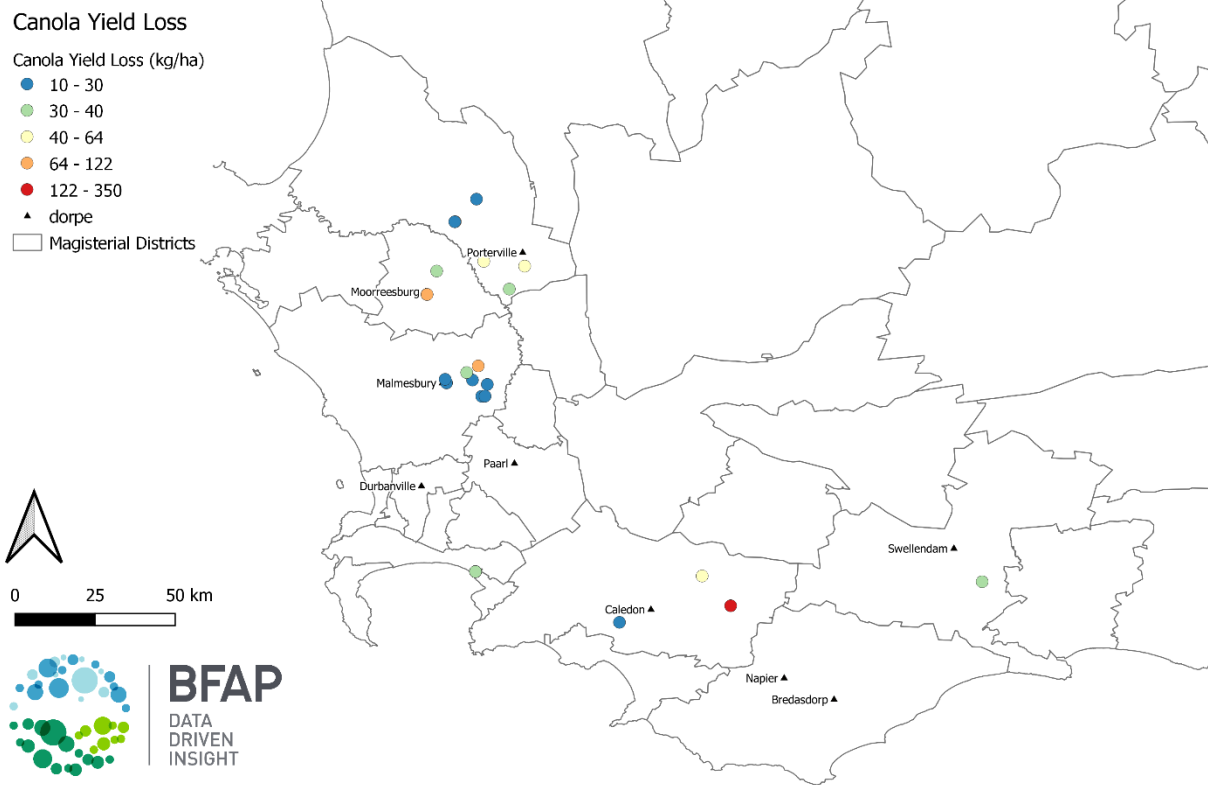 Canola Yield Loss
Canola Yield Loss (kg/ha)
10 - 30
30 - 40
40 - 64
64 - 122
122 - 350
dorpe
Magisterial Districts
Porterville
Moorreesburg
Malmesbury
Paarl
Durbanville
Swellendam
Caledon
Napier
Bredasdorp
0 25 50 km
BFAP
DATA
DRIVEN
INSIGHT